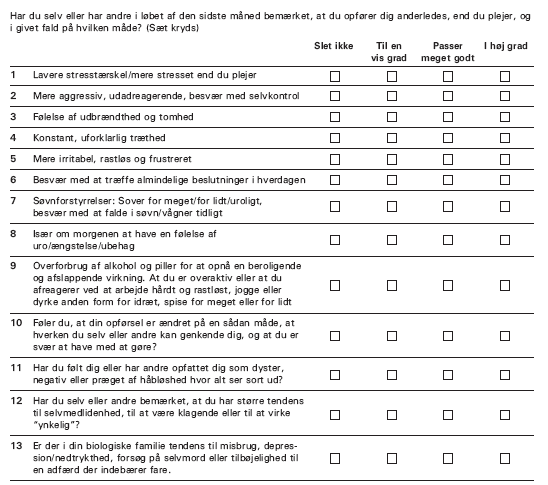 Har du selv eller har andre i løbet af den sidste måned bemærket, at du opfører dig anderledes, end du plejer, og
i givet fald på hvilken måde? (Sæt kryds)
Slet ikke Til en vis grad Passer meget godt I høj grad
1 Lavere stresstærskel/mere stresset end du plejer
2 Mere aggressiv, udadreagerende, besvær med selvkontrol
3 Følelse af udbrændthed og tomhed
4 Konstant, uforklarlig træthed
5 Mere irritabel, rastløs og frustreret
6 Besvær med at træffe almindelige beslutninger i hverdagen
7 Søvnforstyrrelser: Sover for meget/for lidt/uroligt,
besvær med at falde i søvn/vågner tidligt
8 Især om morgenen at have en følelse af
uro/ængstelse/ubehag
9 Overforbrug af alkohol og piller for at opnå en beroligende
og afslappende virkning. At du er overaktiv eller at du
afreagerer ved at arbejde hårdt og rastløst, jogge eller
dyrke anden form for idræt, spise for meget eller for lidt
10 Føler du, at din opførsel er ændret på en sådan måde, at
hverken du selv eller andre kan genkende dig, og at du er
svær at have med at gøre?
11 Har du følt dig eller har andre opfattet dig som dyster,
negativ eller præget af håbløshed hvor alt ser sort ud?
12 Har du selv eller andre bemærket, at du har større tendens
til selvmedlidenhed, til at være klagende eller til at virke
"ynkelig"?
13 Er der i din biologiske familie tendens til misbrug, depres-
sion/nedtrykthed, forsøg på selvmord eller tilbøjelighed til
en adfærd der indebærer fare.